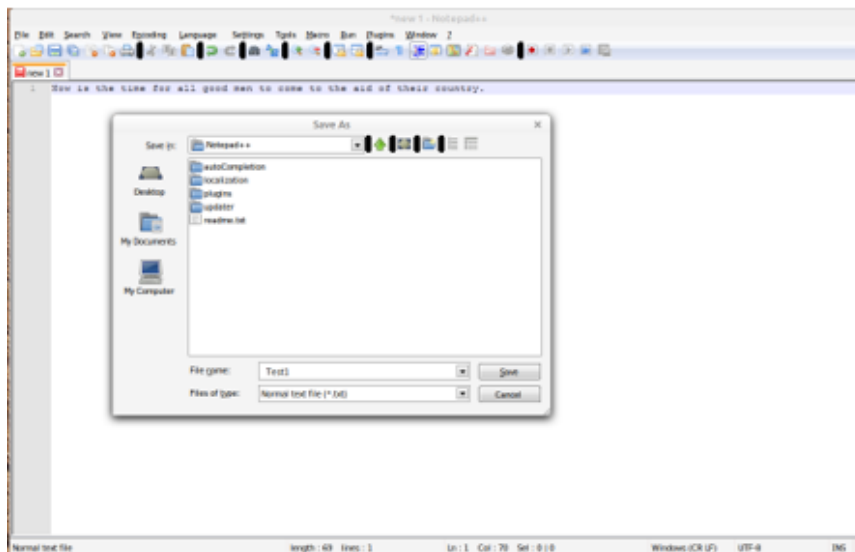 *new 1 - Notepad++
File Edit Search View Encoding Language Settings Tools Macro Run Plugins Window ?
new 1
1 Now is the time for all good men to come to the aid of their country.
Save As
Save in: Notepad++
Desktop
My Documents
My Computer
autoCompletion
localization
plugins
updater
readme.txt
File name: Test1 Save
Files of type: Normal text file (*.txt) Cancel
Normal text file length : 69 lines : 1 Ln : 1 Col : 70 Sel : 0 | 0 Windows (CR LF) UTF-8 INS